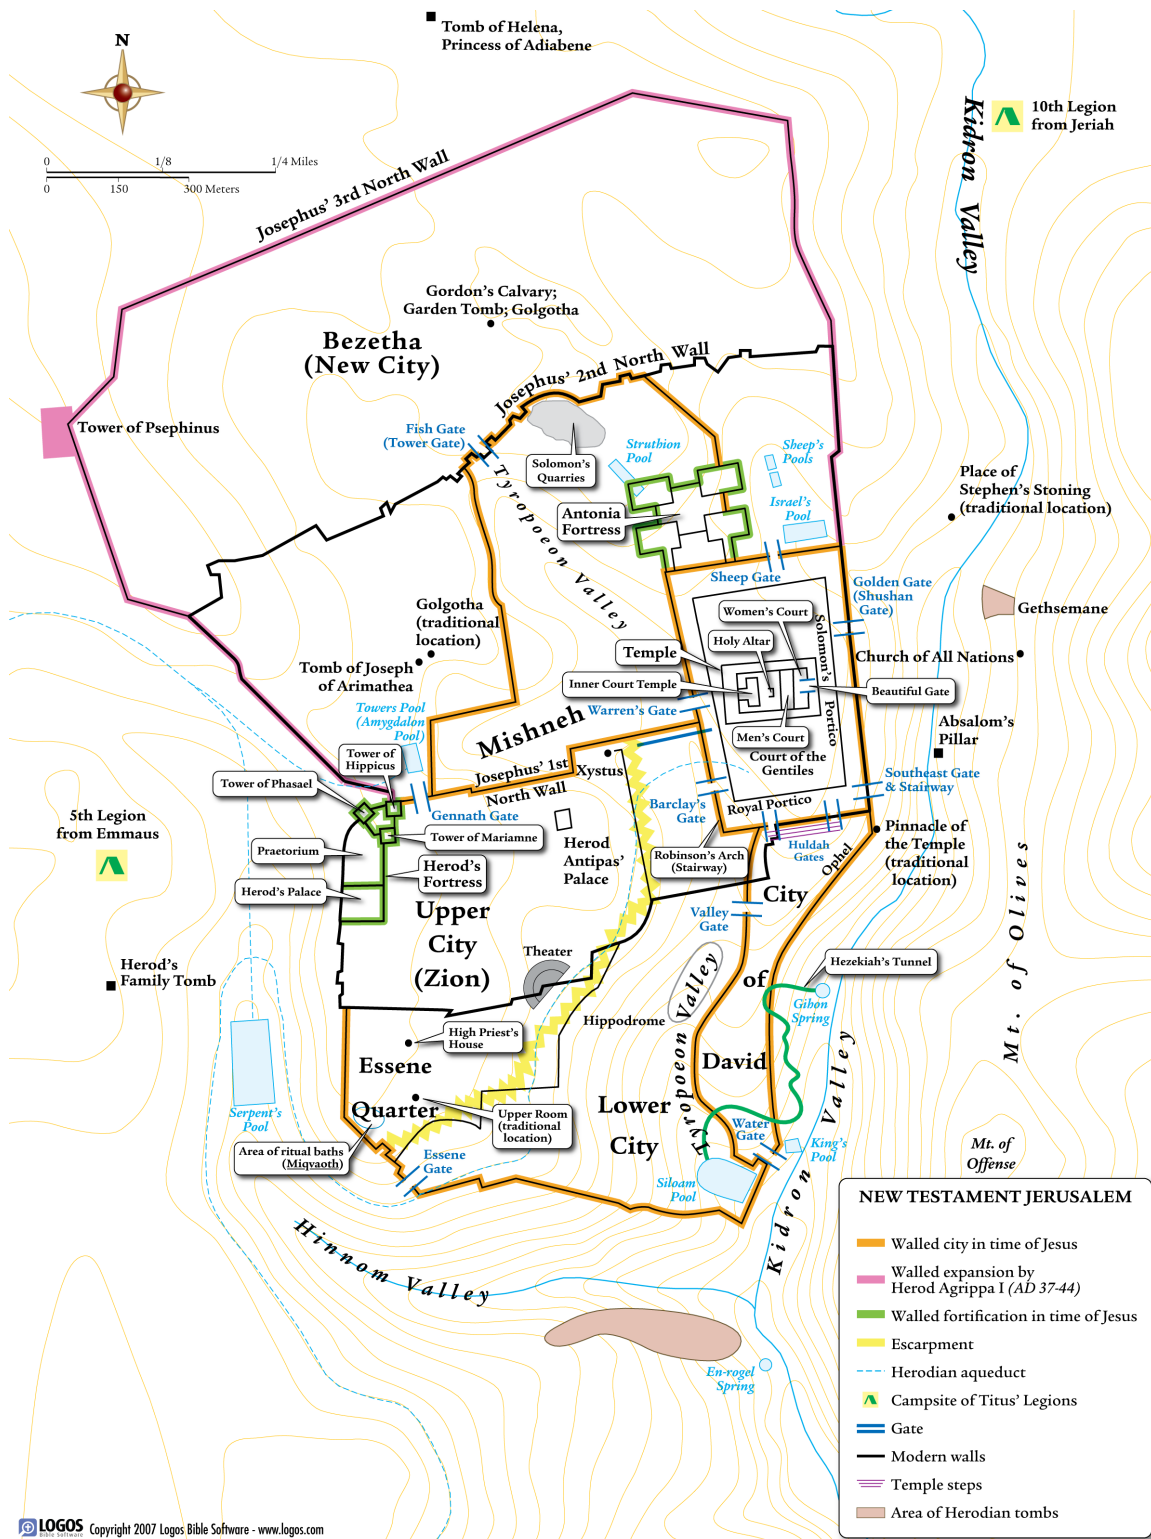 Tomb of Helena,
Princess of Adiabene
N
0 1/8 1/4 Miles
0 150 300 Meters
10th Legion
from Jeriah
Kidron Valley
Josephus' 3rd North Wall
Gordon's Calvary;
Garden Tomb; Golgotha
Bezetha
(New City)
Josephus' 2nd North Wall
Tower of Psephinus
Fish Gate
(Tower Gate)
Solomon's
Quarries
Struthion
Pool
Sheep's
Pools
Israel's
Pool
Antonia
Fortress
Tyropoeon Valley
Place of
Stephen's Stoning
(traditional location)
Sheep Gate
Golden Gate
(Shushan
Gate)
Gethsemane
Golgotha
(traditional
location)
Tomb of Joseph
of Arimathea
Women's Court
Holy Altar
Solomon's Portico
Temple
Inner Court Temple
Church of All Nations
Beautiful Gate
Warren's Gate
Men's Court
Court of the
Gentiles
Towers Pool
(Amygdalon
Pool)
Mishneh
Absalom's
Pillar
Tower of
Hippicus
Xystus
Josephus' 1st
North Wall
Tower of Phasael
Gennath Gate
Barclay's
Gate
Royal Portico
Southeast Gate
& Stairway
5th Legion
from Emmaus
Tower of Mariamne
Praetorium
Herod's
Fortress
Herod's Palace
Herod
Antipas'
Palace
Robinson's Arch
(Stairway)
Huldah
Gates
Ophel
Pinnacle of
the Temple
(traditional
location)
Upper
City
(Zion)
City
of
David
Valley
Gate
Mt. of Olives
Theater
Herod's
Family Tomb
Hezekiah's Tunnel
Gihon
Spring
Hippodrome
Tyropoeon Valley
High Priest's
House
Essene
Quarter
Serpent's
Pool
Upper Room
(traditional
location)
Lower
City
Water
Gate
Kidron Valley
King's
Pool
Area of ritual baths
(Miqvaoth)
Essene
Gate
Siloam
Pool
Mt. of
Offense
Hinnom Valley
En-rogel
Spring
NEW TESTAMENT JERUSALEM
Walled city in time of Jesus
Walled expansion by
Herod Agrippa I (AD 37-44)
Walled fortification in time of Jesus
Escarpment
Herodian aqueduct
Campsite of Titus' Legions
Gate
Modern walls
Temple steps
Area of Herodian tombs
LOGOS
Bible Software
Copyright 2007 Logos Bible Software - www.logos.com